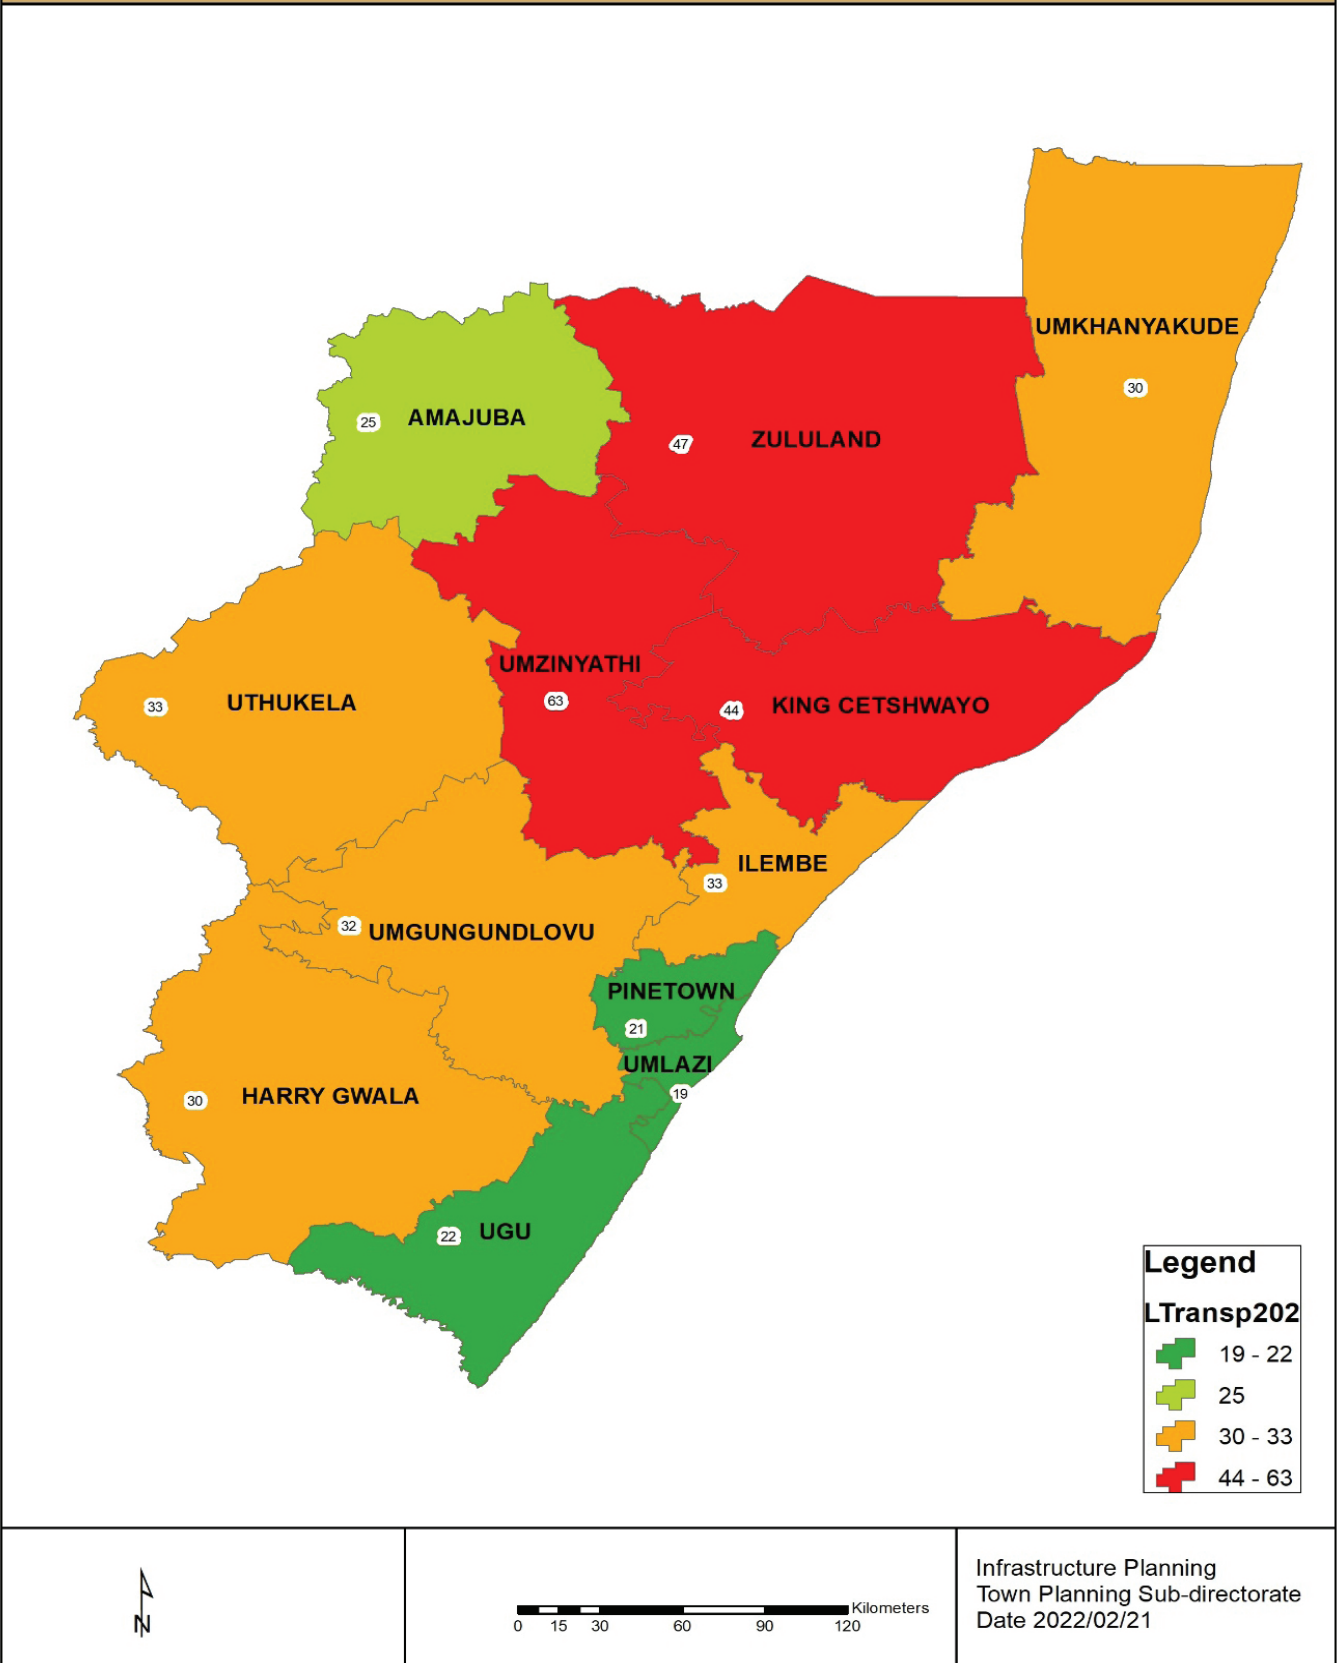 UMKHANYAKUDE
30
AMAJUBA
25
ZULULAND
47
UMZINYATHI
63
UTHUKELA
33
KING CETSHWAYO
44
ILEMBE
33
UMGUNGUNDLOVU
32
PINETOWN
21
UMLAZI
19
HARRY GWALA
30
UGU
22
Legend
LTransp202
19 - 22
25
30 - 33
44 - 63
N
Kilometers
0 15 30 60 90 120
Infrastructure Planning
Town Planning Sub-directorate
Date 2022/02/21